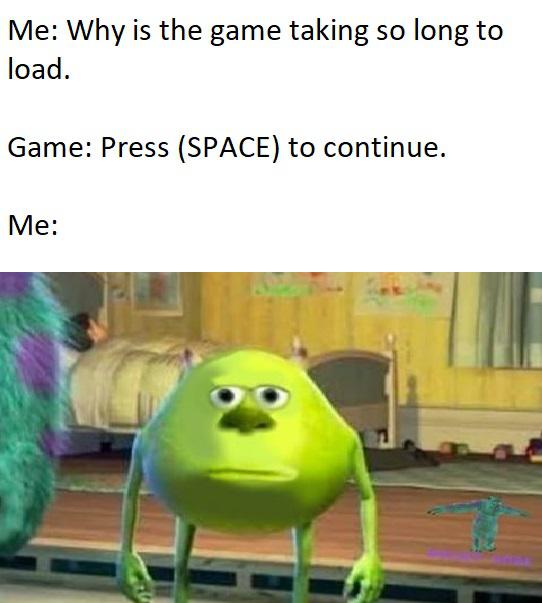 Me: Why is the game taking so long to
load.
Game: Press (SPACE) to continue.
Me: